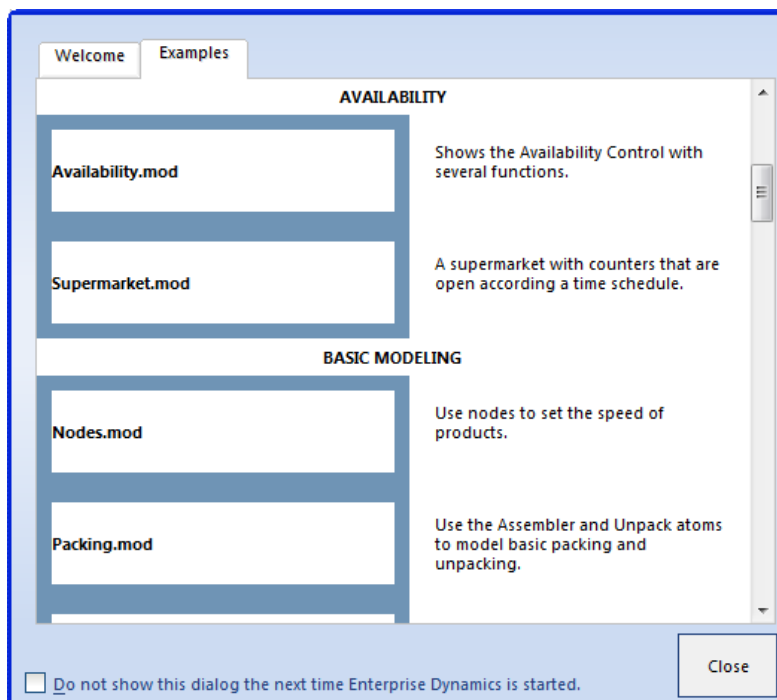 Welcome
Examples
AVAILABILITY
Availability.mod
Shows the Availability Control with
several functions.
Supermarket.mod
A supermarket with counters that are
open according a time schedule.
BASIC MODELING
Nodes.mod
Use nodes to set the speed of
products.
Packing.mod
Use the Assembler and Unpack atoms
to model basic packing and
unpacking.
Close
Do not show this dialog the next time Enterprise Dynamics is started.